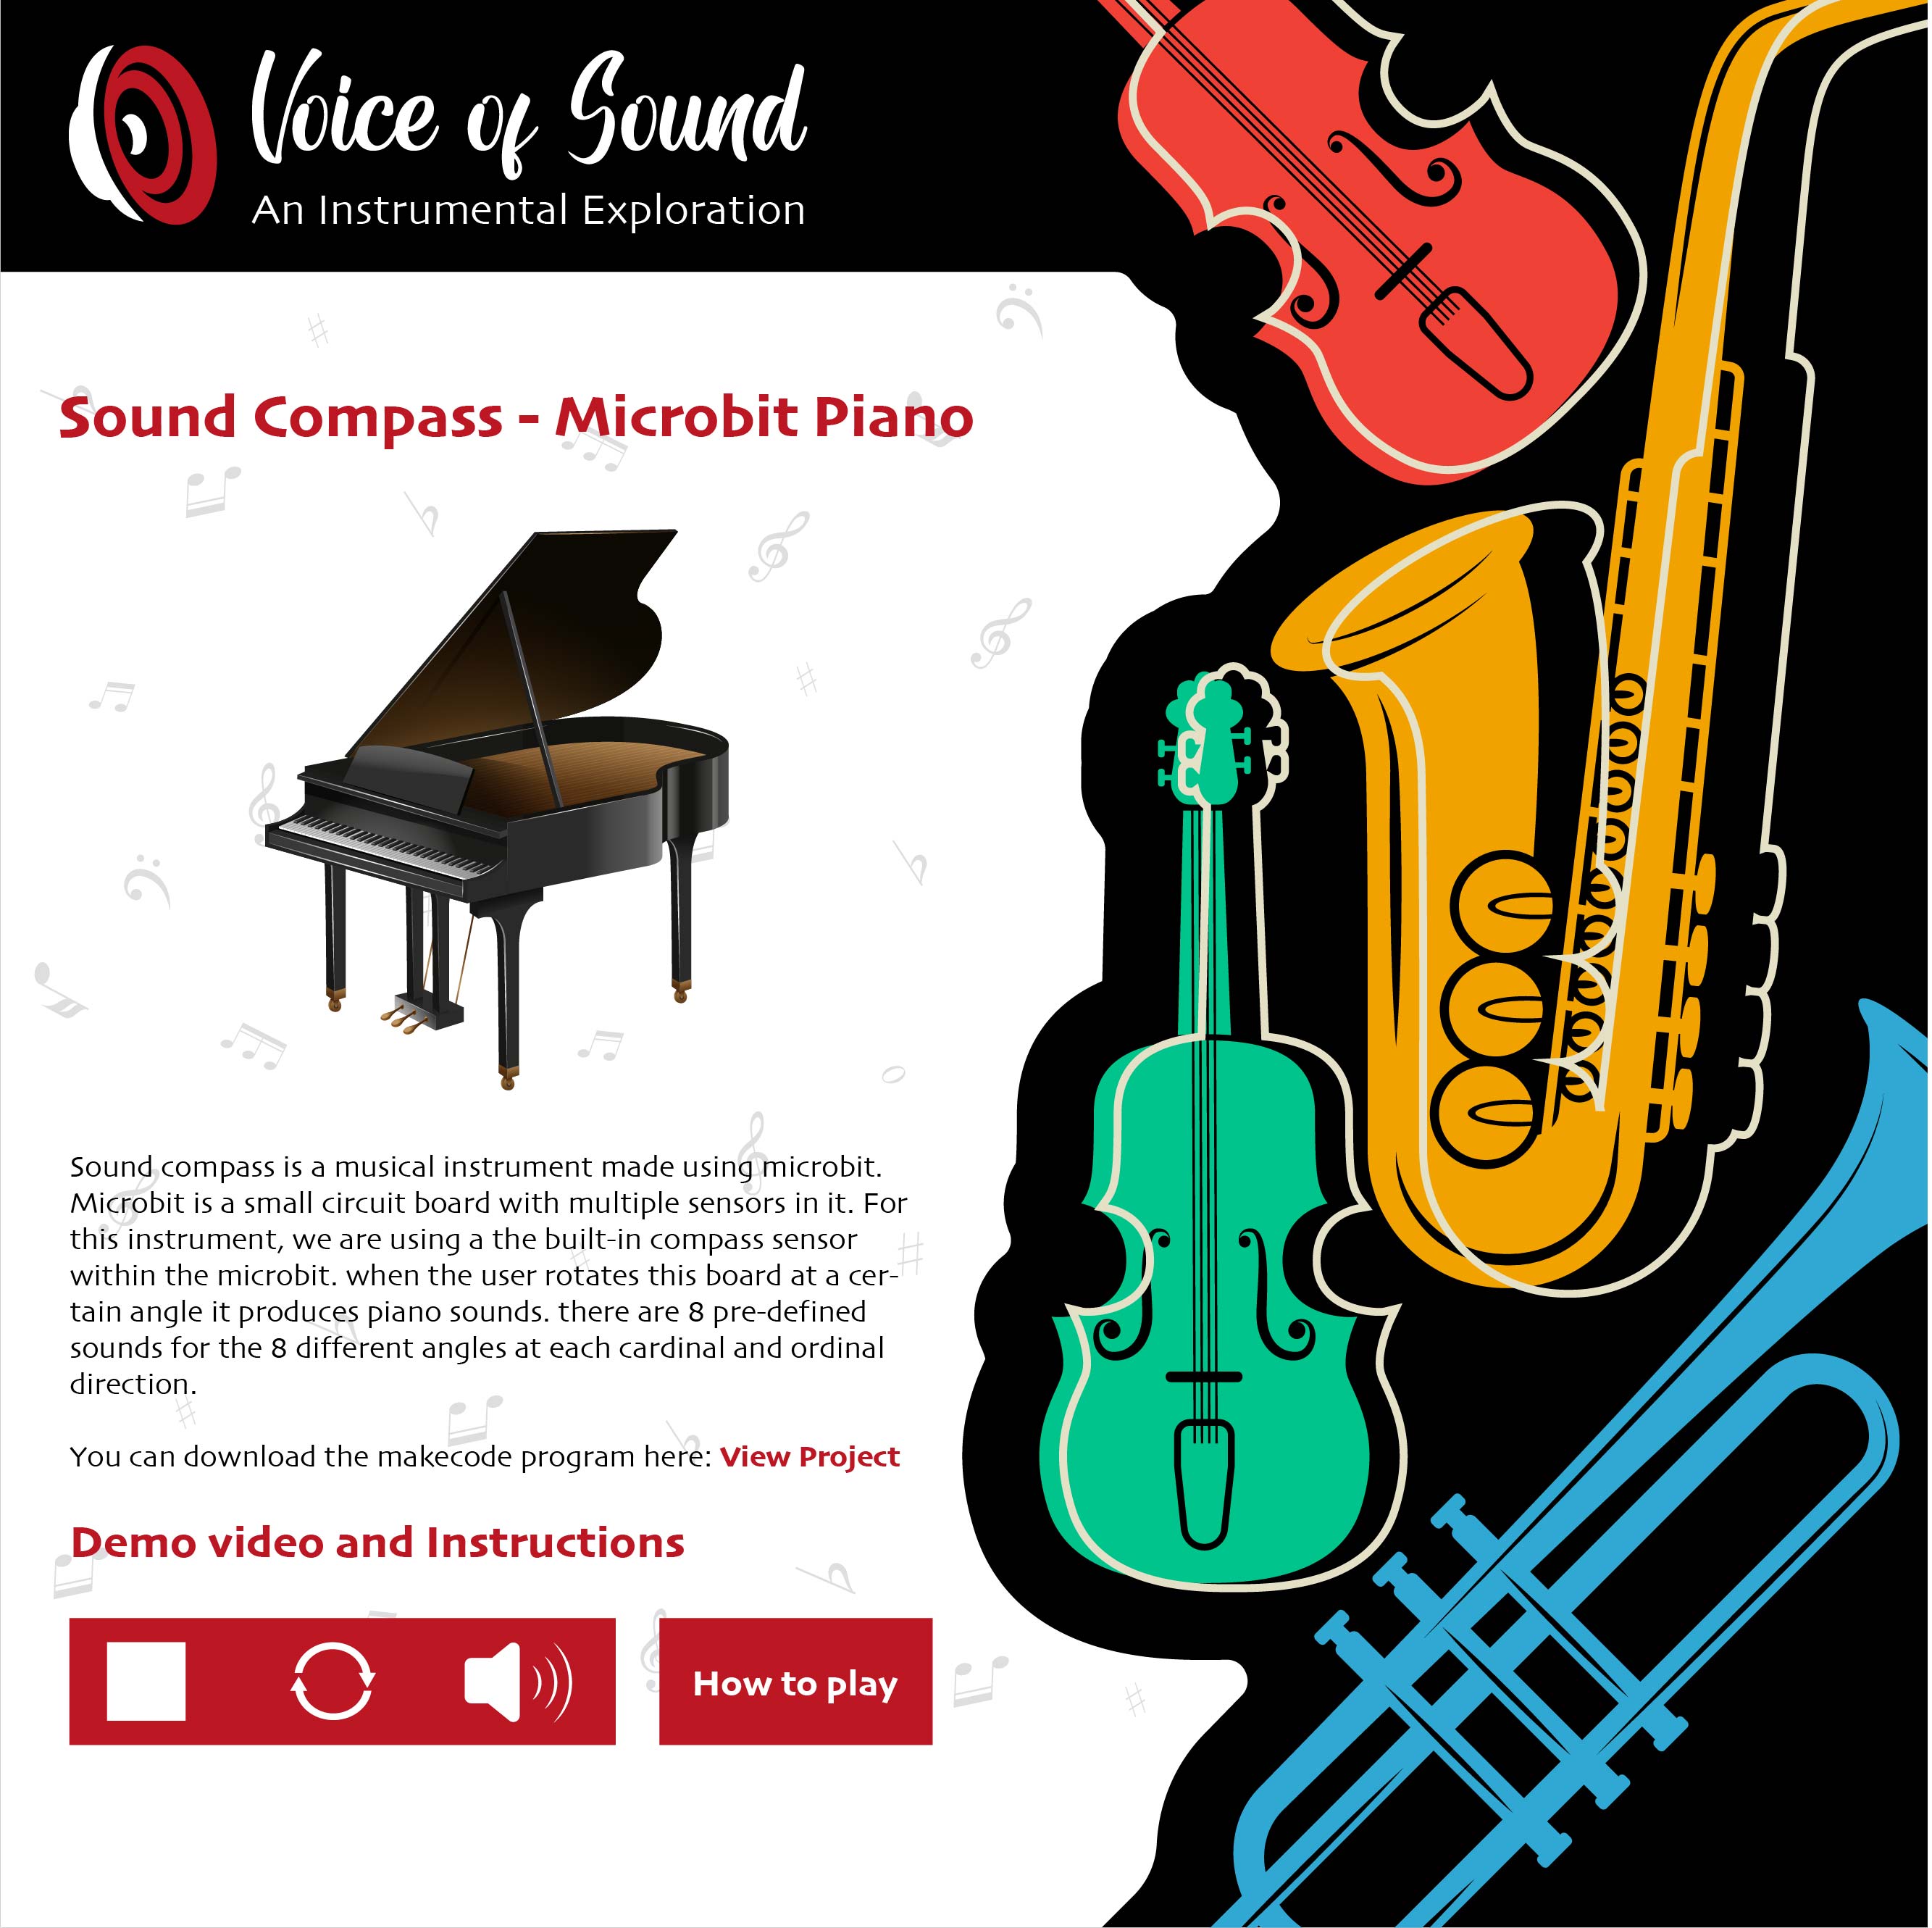 Voice of Sound
An Instrumental Exploration
Sound Compass - Microbit Piano
Sound compass is a musical instrument made using microbit.
Microbit is a small circuit board with multiple sensors in it. For
this instrument, we are using a the built-in compass sensor
within the microbit. when the user rotates this board at a cer-
tain angle it produces piano sounds. there are 8 pre-defined
sounds for the 8 different angles at each cardinal and ordinal
direction.
You can download the makecode program here: View Project
Demo video and Instructions
How to play